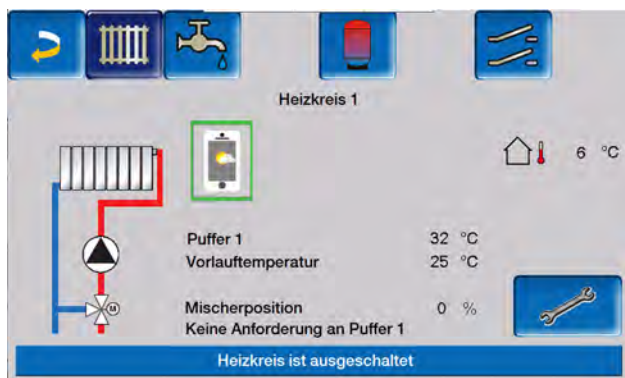 Heizkreis 1
6 °C
Puffer 1 32 °C
Vorlauftemperatur 25 °C
M
Mischerposition 0 %
Keine Anforderung an Puffer 1
Heizkreis ist ausgeschaltet